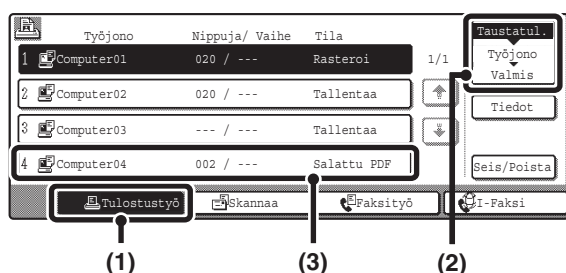 Työjono Nippuja/ Vaihe Tila Taustatul.
1 Computer01 020 / --- Rasteroi 1/1 Työjono
Valmis
2 Computer02 020 / --- Tallentaa (2)
Tiedot
3 Computer03 --- / --- Tallentaa
4 Computer04 002 / --- Salattu PDF Seis/Poista
Tulostustyö Skannaa Faksityö I-Faksi
(1) (3) (2)